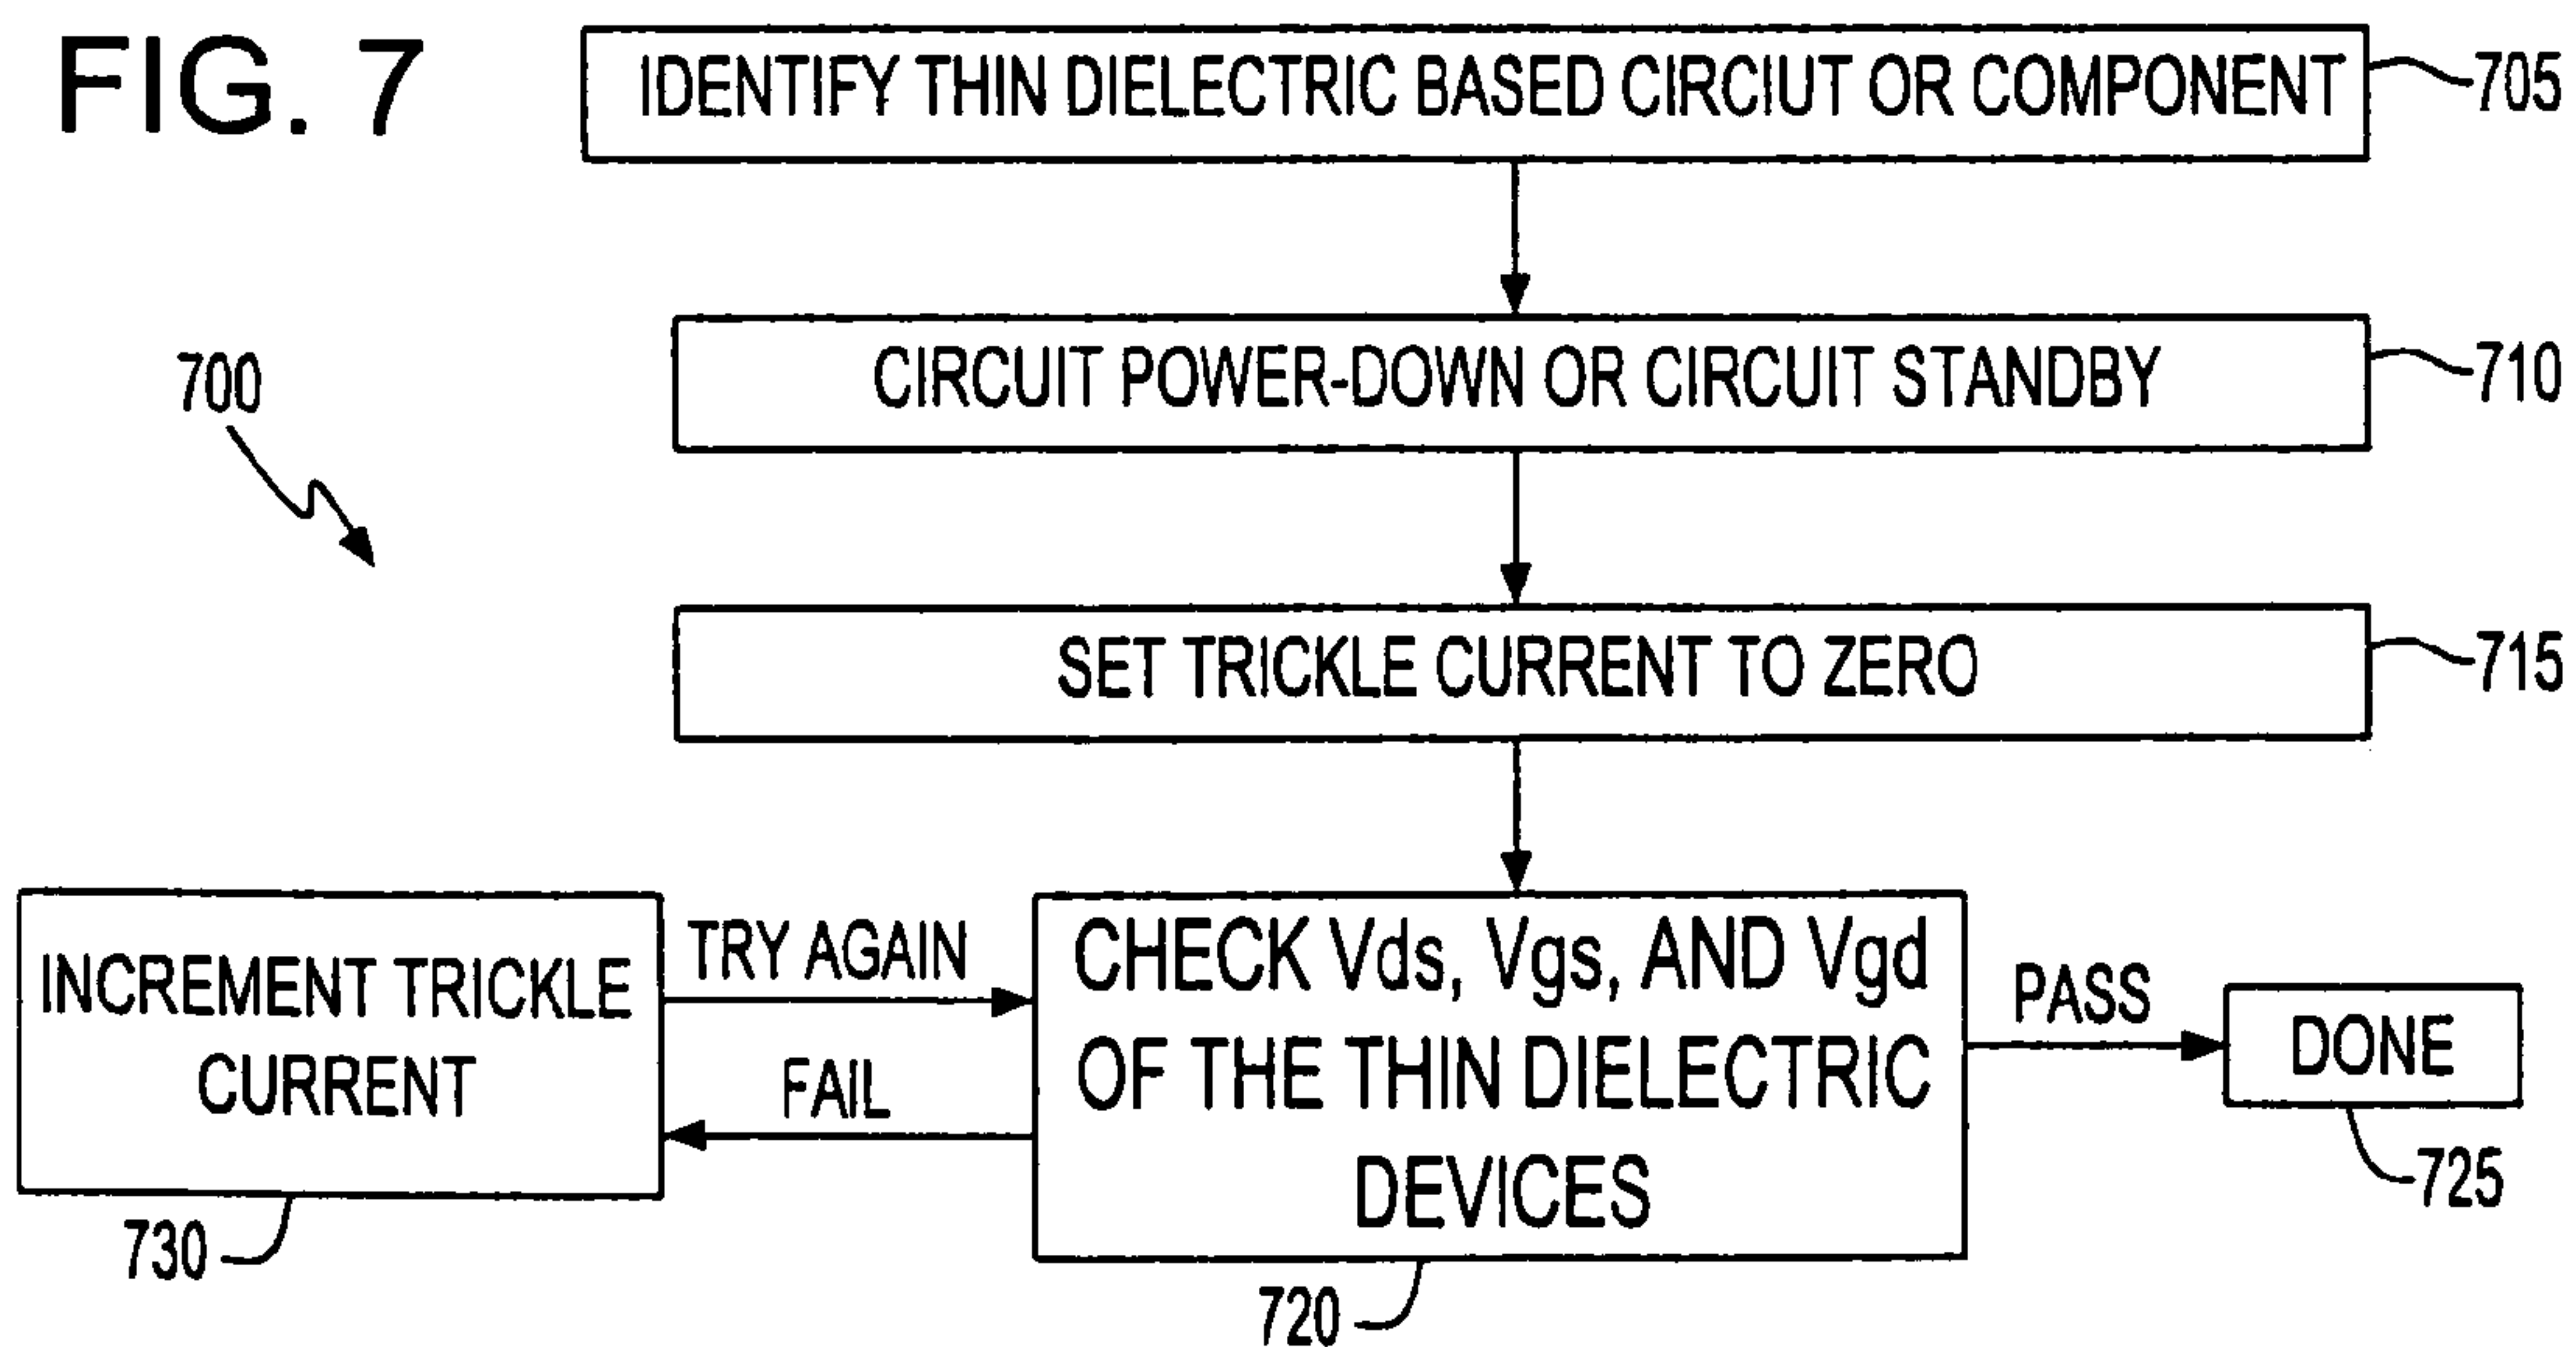 FIG. 7
IDENTIFY THIN DIELECTRIC BASED CIRCIUT OR COMPONENT
705
CIRCUIT POWER-DOWN OR CIRCUIT STANDBY
710
700
SET TRICKLE CURRENT TO ZERO
715
INCREMENT TRICKLE
CURRENT
730
TRY AGAIN
FAIL
CHECK Vds, Vgs, AND Vgd
OF THE THIN DIELECTRIC
DEVICES
720
PASS
DONE
725